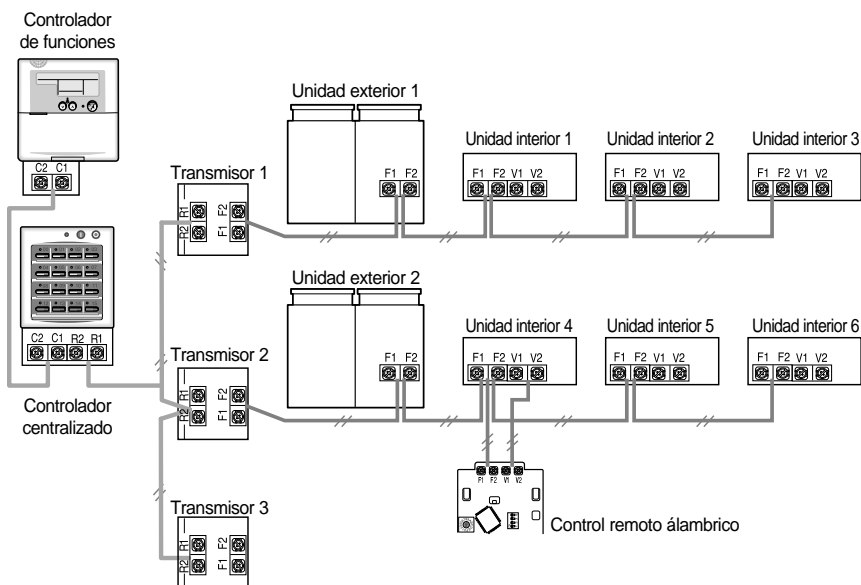 Controlador
de funciones
C2 C1
C2 C1 R2 R1
Controlador
centralizado
Transmisor 1
R1 F2
R2 F1
Unidad exterior 1
F1 F2
Unidad interior 1
F1 F2 V1 V2
Unidad interior 2
F1 F2 V1 V2
Unidad interior 3
F1 F2 V1 V2
Transmisor 2
R1 F2
R2 F1
Unidad exterior 2
F1 F2
Unidad interior 4
F1 F2 V1 V2
Unidad interior 5
F1 F2 V1 V2
Unidad interior 6
F1 F2 V1 V2
F1 F2 V1 V2
Control remoto álambrico
Transmisor 3
R1 F2
R2 F1